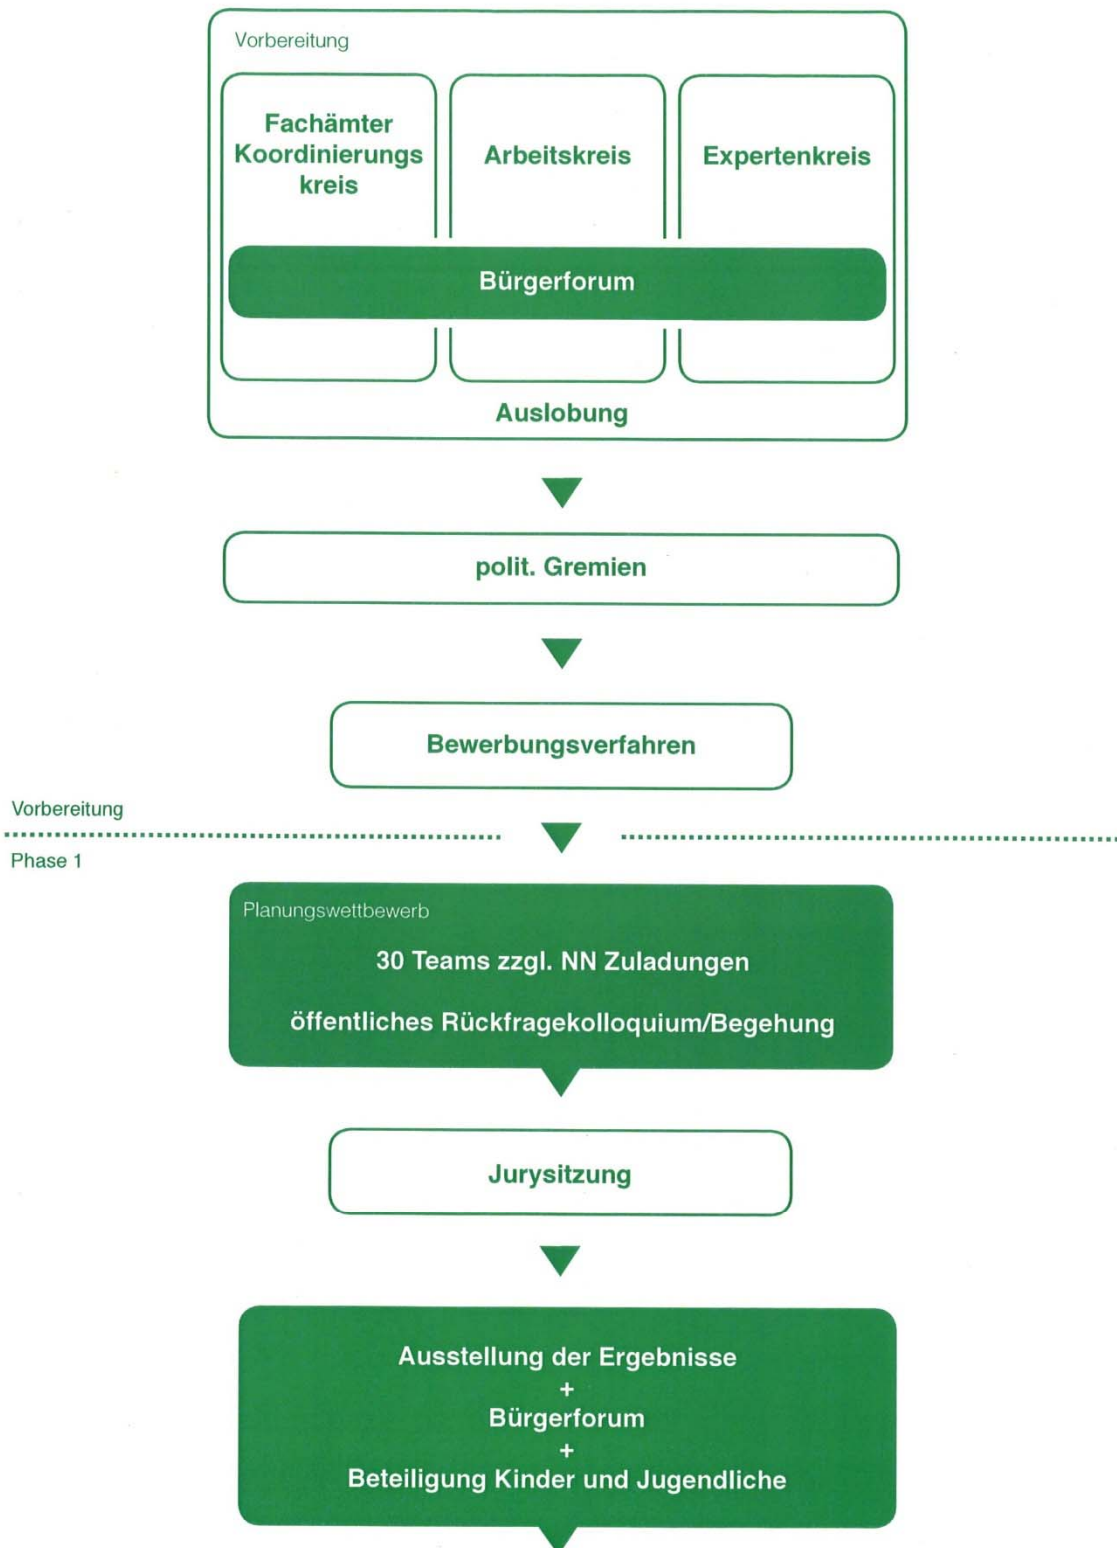 Vorbereitung
Fachämter
Koordinierungs
kreis
Arbeitskreis
Expertenkreis
Bürgerforum
Auslobung
polit. Gremien
Bewerbungsverfahren
Vorbereitung
Phase 1
Planungswettbewerb
30 Teams zzgl. NN Zuladungen
öffentliches Rückfragekolloquium/Begehung
Jurysitzung
Ausstellung der Ergebnisse
+
Bürgerforum
+
Beteiligung Kinder und Jugendliche